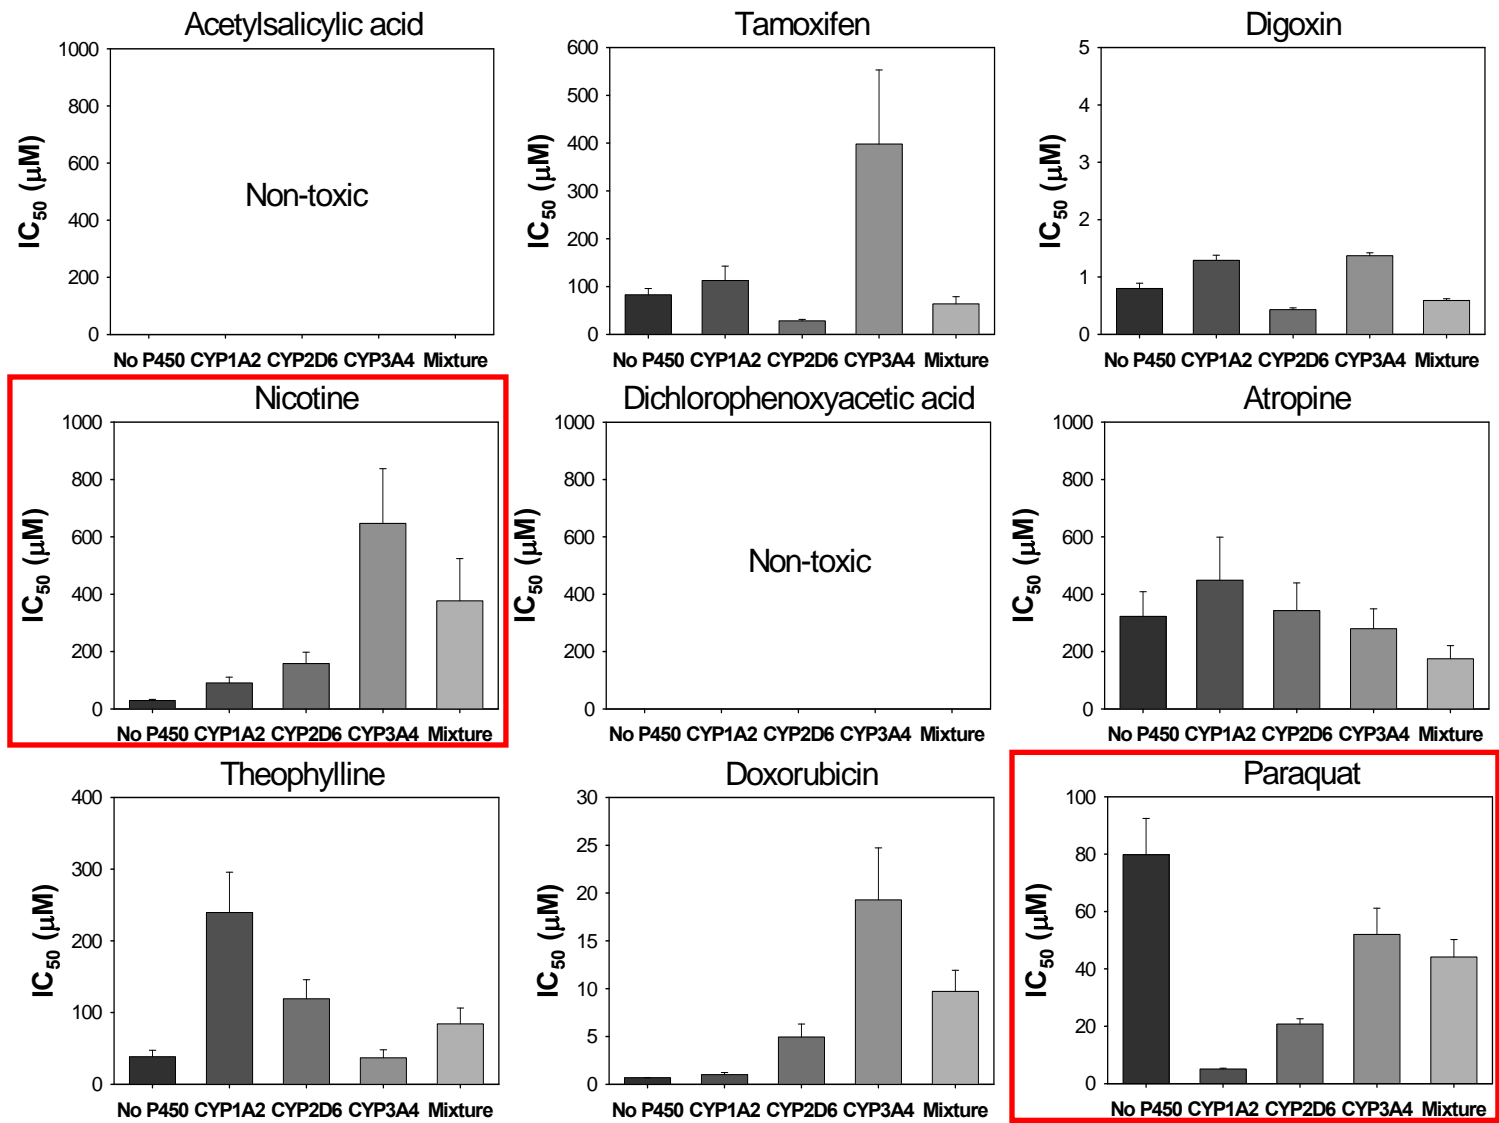 Acetylsalicylic acid
IC50 (μM)
1000
800
600
400
200
0
Non-toxic
No P450 CYP1A2 CYP2D6 CYP3A4 Mixture
Tamoxifen
IC50 (μM)
600
500
400
300
200
100
0
No P450 CYP1A2 CYP2D6 CYP3A4 Mixture
Digoxin
IC50 (μM)
5
4
3
2
1
0
No P450 CYP1A2 CYP2D6 CYP3A4 Mixture
Nicotine
IC50 (μM)
1000
800
600
400
200
0
No P450 CYP1A2 CYP2D6 CYP3A4 Mixture
Dichlorophenoxyacetic acid
IC50 (μM)
1000
800
600
400
200
0
Non-toxic
No P450 CYP1A2 CYP2D6 CYP3A4 Mixture
Atropine
IC50 (μM)
1000
800
600
400
200
0
No P450 CYP1A2 CYP2D6 CYP3A4 Mixture
Theophylline
IC50 (μM)
400
300
200
100
0
No P450 CYP1A2 CYP2D6 CYP3A4 Mixture
Doxorubicin
IC50 (μM)
30
25
20
15
10
5
0
No P450 CYP1A2 CYP2D6 CYP3A4 Mixture
Paraquat
IC50 (μM)
100
80
60
40
20
0
No P450 CYP1A2 CYP2D6 CYP3A4 Mixture